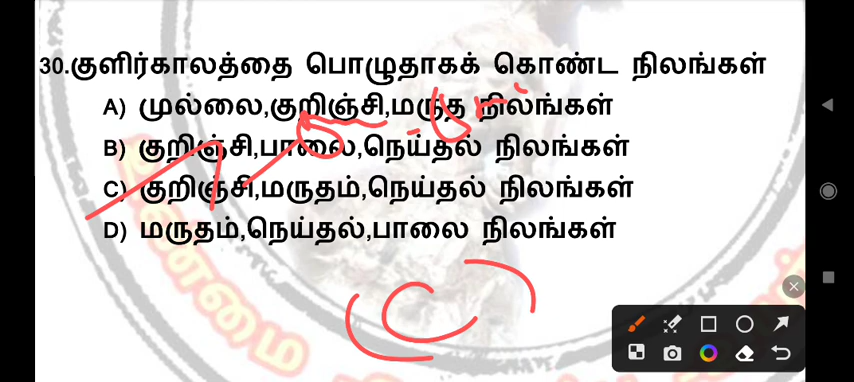 30.குளிர்காலத்தை பொழுதாகக் கொண்ட நிலங்கள்
A) முல்லை,குறிஞ்சி,மருத நிலங்கள்
B) குறிஞ்சி,பாலை,நெய்தல் நிலங்கள்
C) குறிஞ்சி,மருதம்,நெய்தல் நிலங்கள்
D) மருதம்,நெய்தல்,பாலை நிலங்கள்
(C)